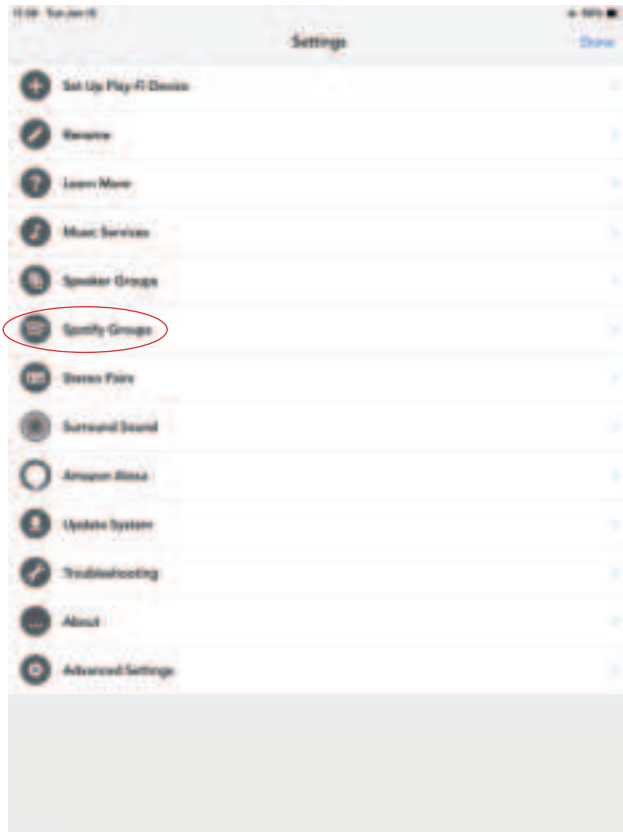 Settings
Done
Set Up Play-Fi Device
Rename
Learn More
Music Services
Speaker Groups
Spotify Groups
Stereo Pairs
Surround Sound
Amazon Alexa
Update System
Troubleshooting
About
Advanced Settings